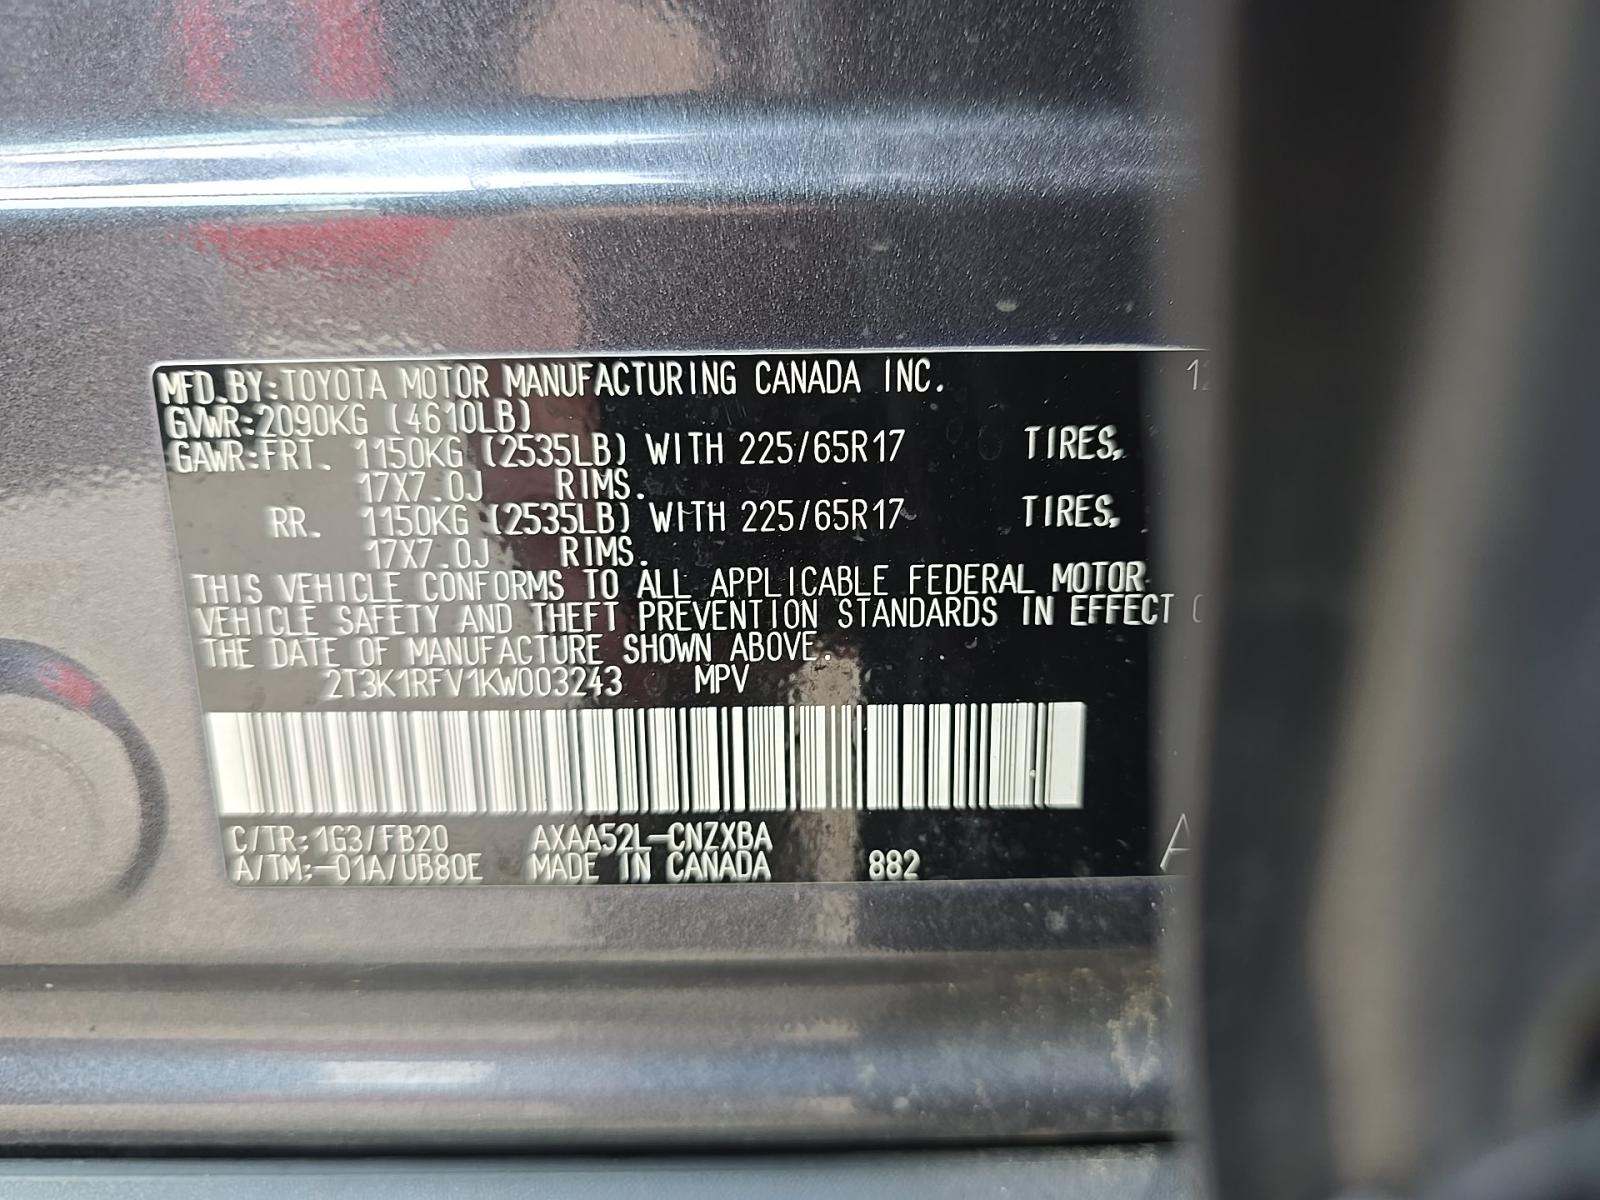 MFD.BY:TOYOTA MOTOR MANUFACTURING CANADA INC. 12
GVWR:2090KG (4610LB)
GAWR:FRT. 1150KG (2535LB) WITH 225/65R17 TIRES,
17X7.0J RIMS.
RR. 1150KG (2535LB) WITH 225/65R17 TIRES,
17X7.0J RIMS.
THIS VEHICLE CONFORMS TO ALL APPLICABLE FEDERAL MOTOR
VEHICLE SAFETY AND THEFT PREVENTION STANDARDS IN EFFECT
THE DATE OF MANUFACTURE SHOWN ABOVE.
2T3K1RFV1KW003243 MPV
C/TR:1G3/FB20 AXAA52L-CNZXBA A
A/TM:-01A/UB80E MADE IN CANADA 882